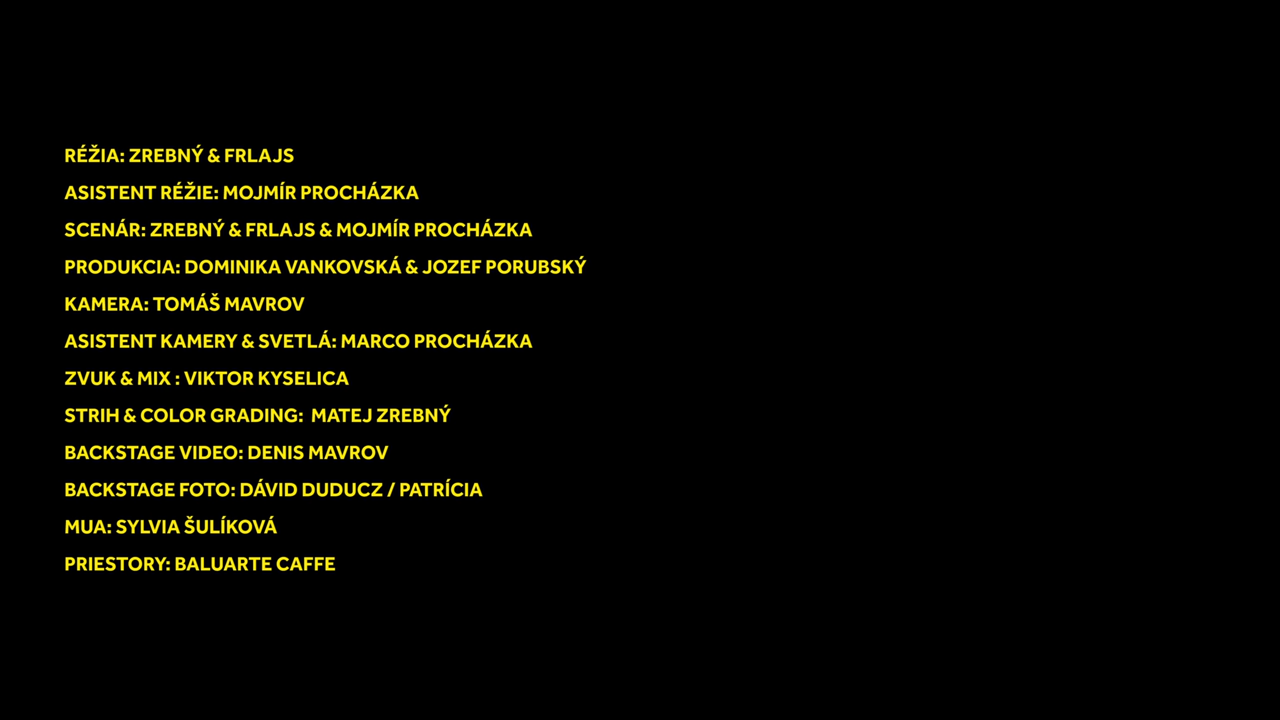 RÉŽIA: ZREBNÝ & FRLAJS
ASISTENT RÉŽIE: MOJMÍR PROCHÁZKA
SCENÁR: ZREBNÝ & FRLAJS & MOJMÍR PROCHÁZKA
PRODUKCIA: DOMINIKA VANKOVSKÁ & JOZEF PORUBSKÝ
KAMERA: TOMÁŠ MAVROV
ASISTENT KAMERY & SVETLÁ: MARCO PROCHÁZKA
ZVUK & MIX : VIKTOR KYSELICA
STRIH & COLOR GRADING:  MATEJ ZREBNÝ
BACKSTAGE VIDEO: DENIS MAVROV
BACKSTAGE FOTO: DÁVID DUDUCZ / PATRÍCIA
MUA: SYLVIA ŠULÍKOVÁ
PRIESTORY: BALUARTE CAFFE